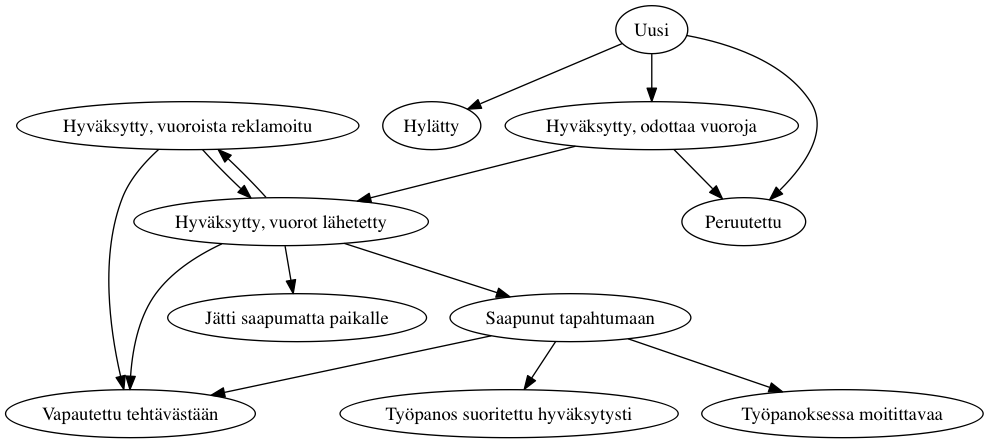 Uusi
Hyväksytty, vuoroista reklamoitu
Hylätty
Hyväksytty, odottaa vuoroja
Hyväksytty, vuorot lähetetty
Peruutettu
Jätti saapumatta paikalle
Saapunut tapahtumaan
Vapautettu tehtävästään
Työpanos suoritettu hyväksytysti
Työpanoksessa moitittavaa